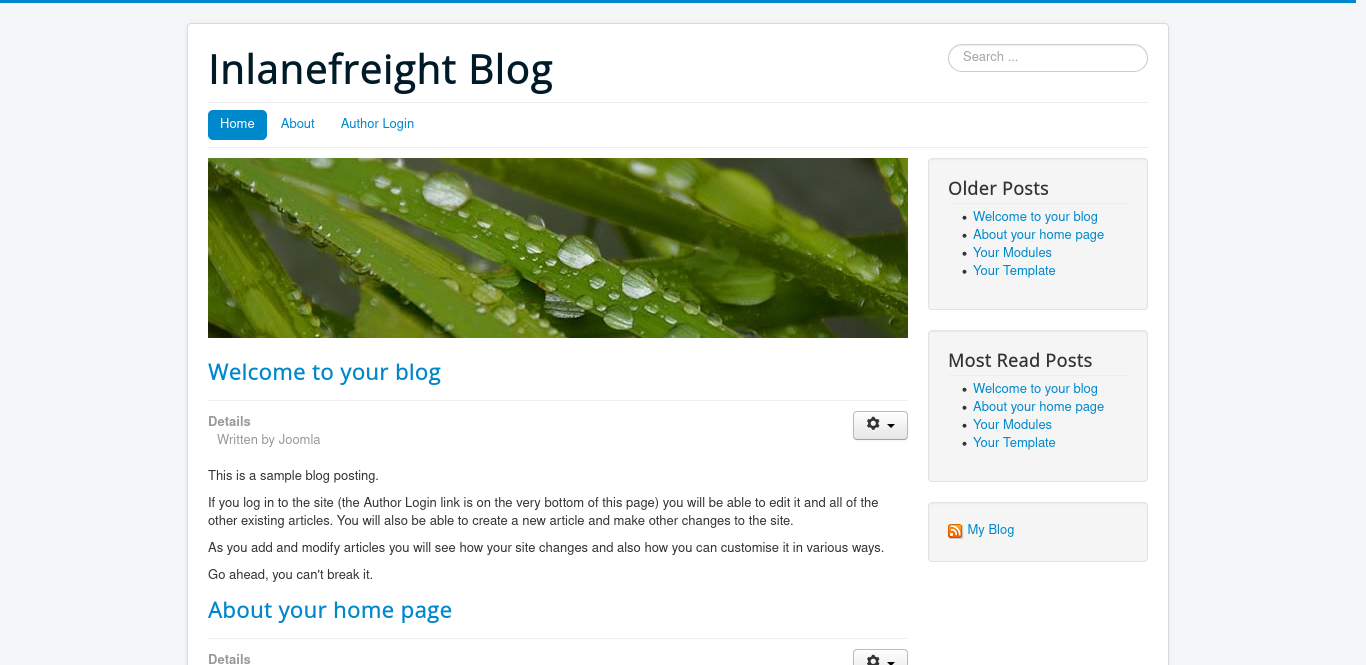 Inlanefreight Blog
Search ...
Home
About
Author Login
Welcome to your blog
Details
Written by Joomla
This is a sample blog posting.
If you log in to the site (the Author Login link is on the very bottom of this page) you will be able to edit it and all of the
other existing articles. You will also be able to create a new article and make other changes to the site.
As you add and modify articles you will see how your site changes and also how you can customise it in various ways.
Go ahead, you can't break it.
About your home page
Details
Older Posts
Welcome to your blog
About your home page
Your Modules
Your Template
Most Read Posts
Welcome to your blog
About your home page
Your Modules
Your Template
My Blog